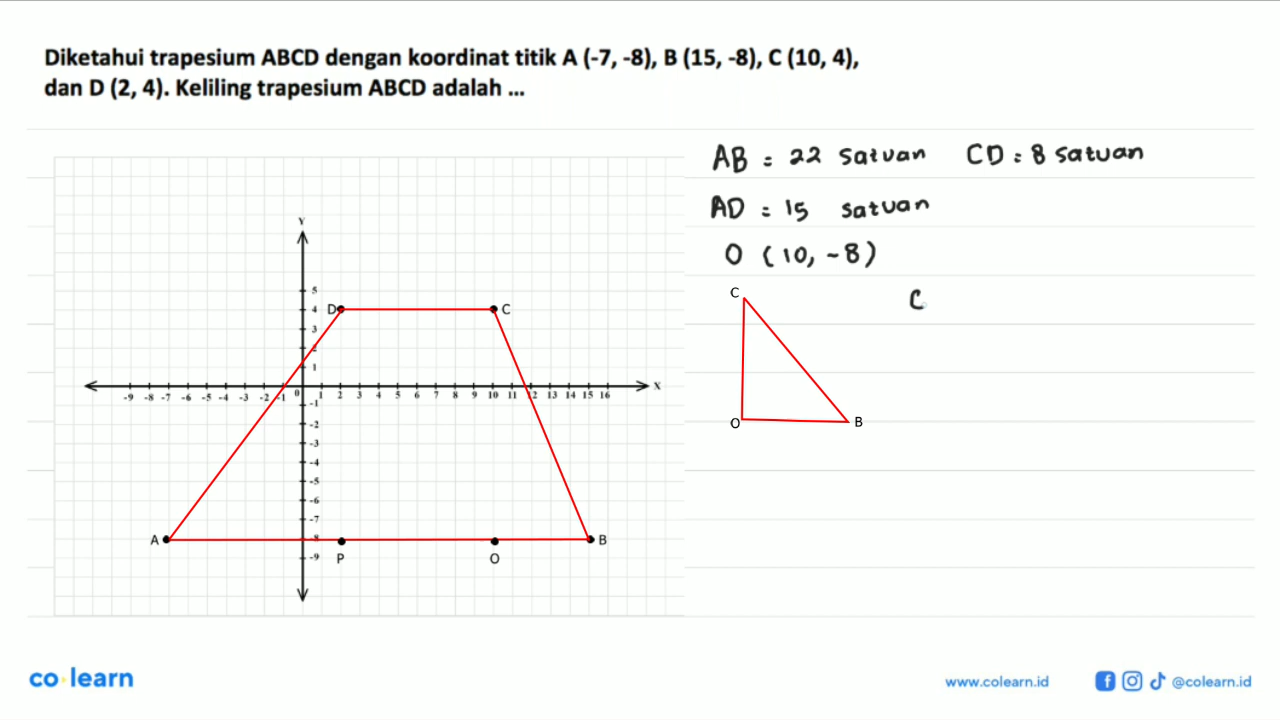 Diketahui trapesium ABCD dengan koordinat titik A (-7, -8), B (15, -8), C (10, 4),
dan D (2, 4). Keliling trapesium ABCD adalah ...
AB = 22 satuan CD = 8 satuan
AD = 15 satuan
O (10, -8)
C
C
O
B
Y
5
4
3
2
1
D
C
X
-9 -8 -7 -6 -5 -4 -3 -2 -1 0 1 2 3 4 5 6 7 8 9 10 11 12 13 14 15 16
-1
-2
-3
-4
-5
-6
-7
-8
-9
A
B
P
O
co learn
www.colearn.id
@colearn.id